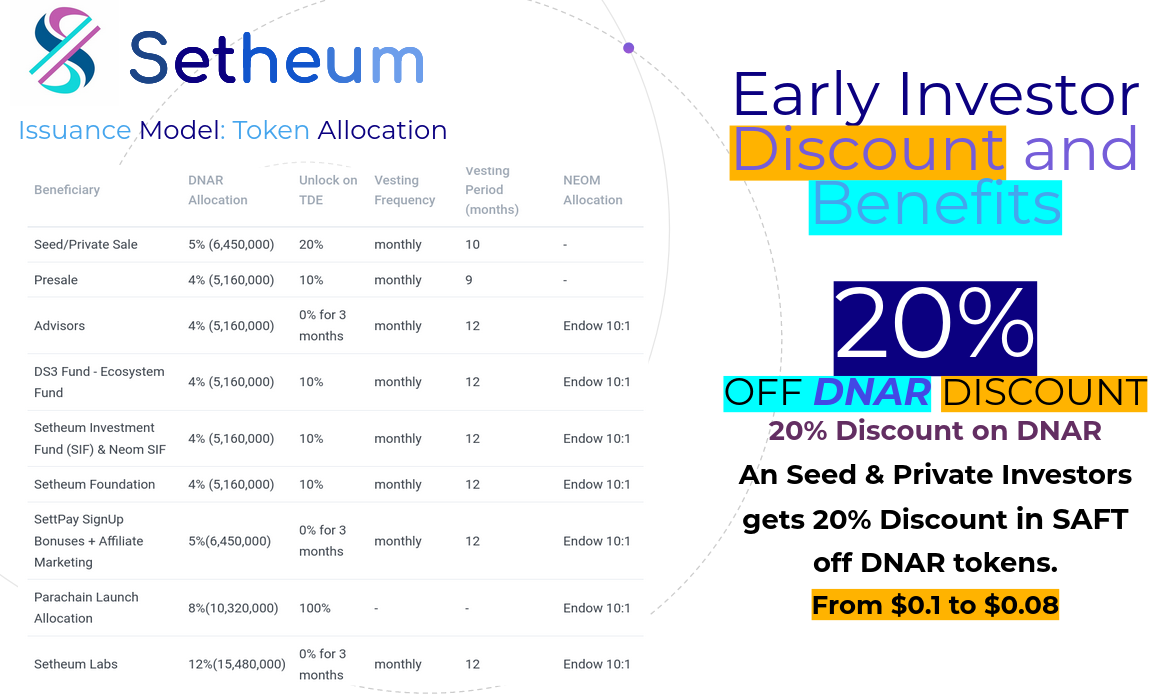 Setheum
Issuance Model: Token Allocation
Beneficiary
DNAR
Allocation
Unlock on
TDE
Vesting
Frequency
Vesting
Period
(months)
NEOM
Allocation
Seed/Private Sale
5% (6,450,000)
20%
monthly
10
-
Presale
4% (5,160,000)
10%
monthly
9
-
Advisors
4% (5,160,000)
0% for 3
months
monthly
12
Endow 10:1
DS3 Fund - Ecosystem
Fund
4% (5,160,000)
10%
monthly
12
Endow 10:1
Setheum Investment
Fund (SIF) & Neom SIF
4% (5,160,000)
10%
monthly
12
Endow 10:1
Setheum Foundation
4% (5,160,000)
10%
monthly
12
Endow 10:1
SettPay SignUp
Bonuses + Affiliate
Marketing
5%(6,450,000)
0% for 3
months
monthly
12
Endow 10:1
Parachain Launch
Allocation
8%(10,320,000)
100%
-
-
Endow 10:1
Setheum Labs
12%(15,480,000)
0% for 3
months
monthly
12
Endow 10:1
Early Investor
Discount and
Benefits
20%
OFF DNAR DISCOUNT
20% Discount on DNAR
An Seed & Private Investors
gets 20% Discount in SAFT
off DNAR tokens.
From $0.1 to $0.08